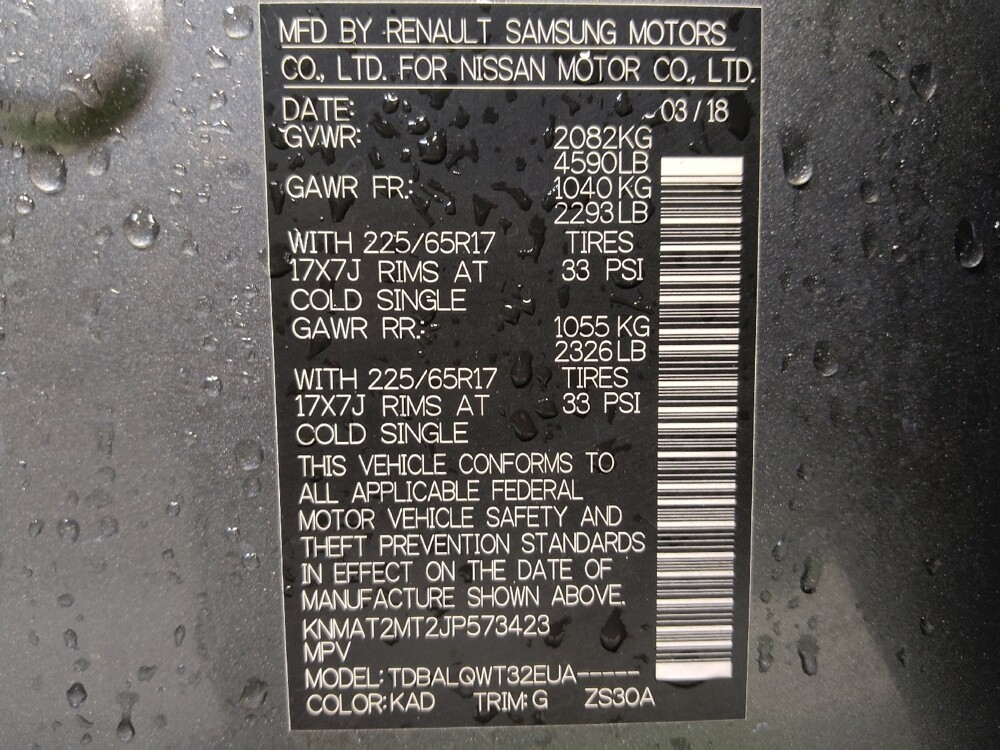 MFD BY RENAULT SAMSUNG MOTORS
CO., LTD. FOR NISSAN MOTOR CO., LTD.
DATE: 03 / 18
GVWR: 2082KG
4590LB
GAWR FR.: 1040 KG
2293 LB
WITH 225/65R17 TIRES
17X7J RIMS AT 33 PSI
COLD SINGLE
GAWR RR.: 1055 KG
2326 LB
WITH 225/65R17 TIRES
17X7J RIMS AT 33 PSI
COLD SINGLE
THIS VEHICLE CONFORMS TO
ALL APPLICABLE FEDERAL
MOTOR VEHICLE SAFETY AND
THEFT PREVENTION STANDARDS
IN EFFECT ON THE DATE OF
MANUFACTURE SHOWN ABOVE.
KNMAT2MT2JP573423
MPV
MODEL: TDBALQWT32EUA-----
COLOR: KAD TRIM: G ZS30A